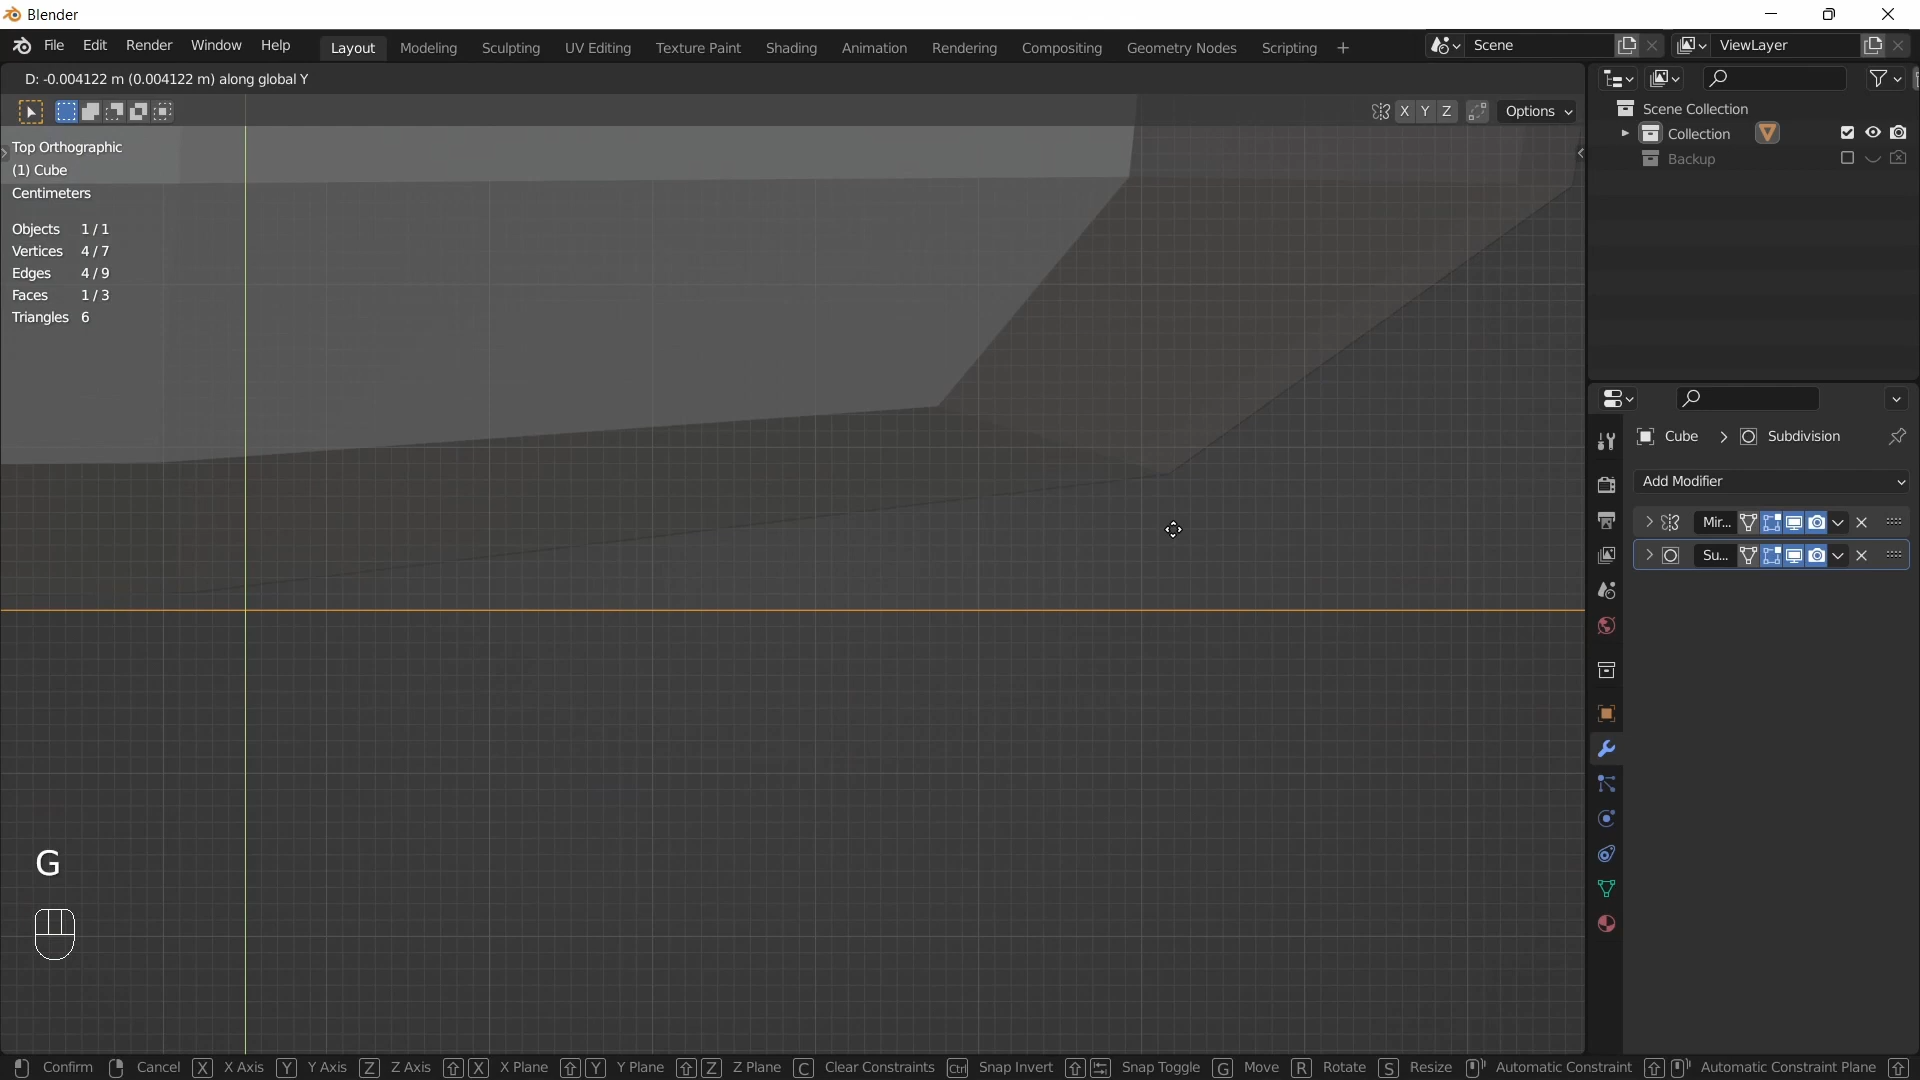 Blender
File Edit Render Window Help Layout Modeling Sculpting UV Editing Texture Paint Shading Animation Rendering Compositing Geometry Nodes Scripting + Scene ViewLayer
D: -0.004122 m (0.004122 m) along global Y
X Y Z Options
Top Orthographic
(1) Cube
Centimeters
Objects 1/1
Vertices 4/7
Edges 4/9
Faces 1/3
Triangles 6
Scene Collection
Collection
Backup
Cube > Subdivision
Add Modifier
Mir...
Su...
G
Confirm Cancel X X Axis Y Y Axis Z Z Axis X X Plane Y Y Plane Z Z Plane C Clear Constraints Ctrl Snap Invert Snap Toggle G Move R Rotate S Resize Automatic Constraint Automatic Constraint Plane